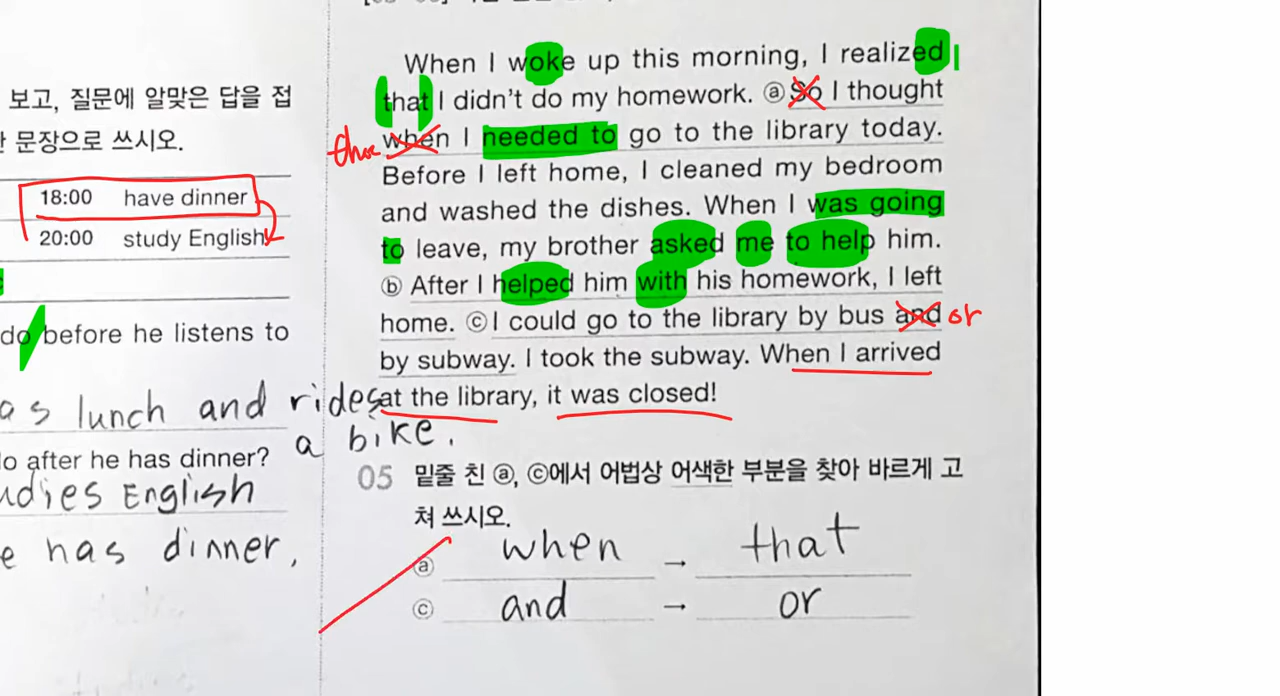 보고, 질문에 알맞은 답을 접
문장으로 쓰시오.
18:00 have dinner
20:00 study English
do before he listens to
lunch and rides
a bike.
after he has dinner?
English
has dinner,
When I woke up this morning, I realized
that I didn't do my homework. ⓐ So I thought
when I needed to go to the library today.
Before I left home, I cleaned my bedroom
and washed the dishes. When I was going
to leave, my brother asked me to help him.
ⓑ After I helped him with his homework, I left
home. ⓒ I could go to the library by bus and or
by subway. I took the subway. When I arrived
at the library, it was closed!
05 밑줄 친 ⓐ, ⓒ에서 어법상 어색한 부분을 찾아 바르게 고
쳐 쓰시오.
ⓐ when → that
ⓒ and → or